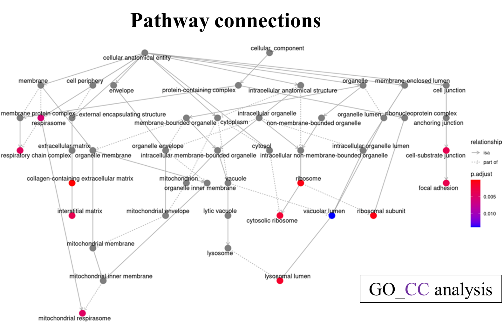 Pathway connections
cellular anatomical entity
cellular_component
membrane
cell periphery
envelope
protein-containing complex
intracellular anatomical structure
organelle
membrane-enclosed lumen
cell junction
membrane protein complex
respirasome
external encapsulating structure
membrane-bounded organelle
cytoplasm
intracellular organelle
non-membrane-bounded organelle
organelle lumen
ribonucleoprotein complex
anchoring junction
respiratory chain complex
extracellular matrix
organelle membrane
organelle envelope
intracellular membrane-bounded organelle
cytosol
intracellular non-membrane-bounded organelle
intracellular organelle lumen
cell-substrate junction
collagen-containing extracellular matrix
mitochondrion
organelle inner membrane
vacuole
ribosome
focal adhesion
interstitial matrix
mitochondrial envelope
lytic vacuole
cytosolic ribosome
vacuolar lumen
ribosomal subunit
mitochondrial membrane
lysosome
mitochondrial inner membrane
lysosomal lumen
mitochondrial respirasome
relationship
isa
part of
p.adjust
0.005
0.010
GO_CC analysis